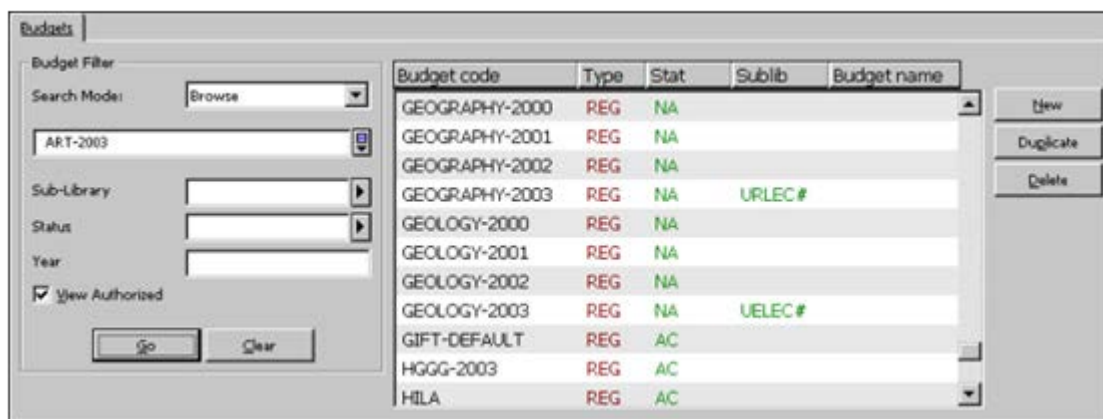 Budgets
Budget Filter
Search Mode: Browse
ART-2003
Sub-Library
Status
Year
View Authorized
Go Clear
Budget code Type Stat Sublib Budget name
GEOGRAPHY-2000 REG NA
GEOGRAPHY-2001 REG NA
GEOGRAPHY-2002 REG NA
GEOGRAPHY-2003 REG NA URLEC#
GEOLOGY-2000 REG NA
GEOLOGY-2001 REG NA
GEOLOGY-2002 REG NA
GEOLOGY-2003 REG NA UELEC#
GIFT-DEFAULT REG AC
HGGG-2003 REG AC
HILA REG AC
New
Duplicate
Delete